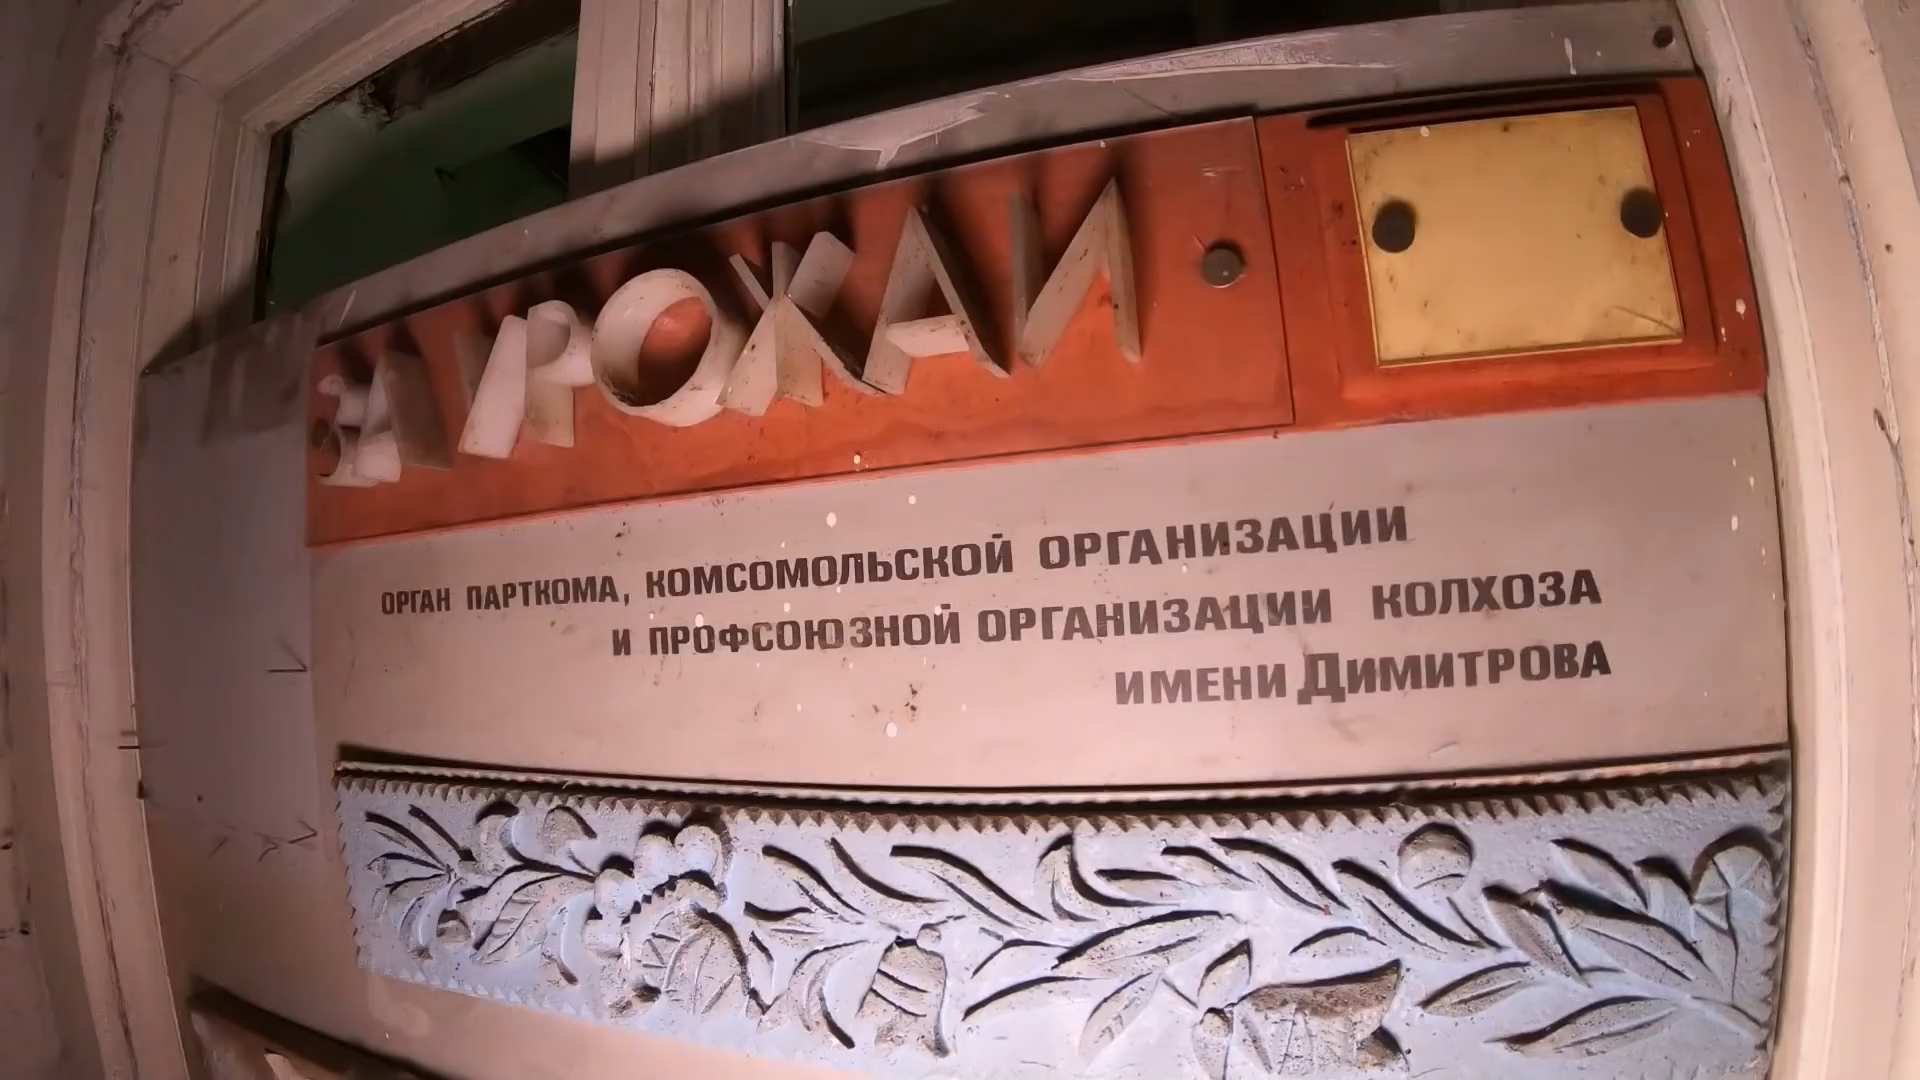 ЗА УРОЖАИ
ОРГАН ПАРТКОМА, КОМСОМОЛЬСКОЙ ОРГАНИЗАЦИИ
И ПРОФСОЮЗНОЙ ОРГАНИЗАЦИИ КОЛХОЗА
ИМЕНИ ДИМИТРОВА